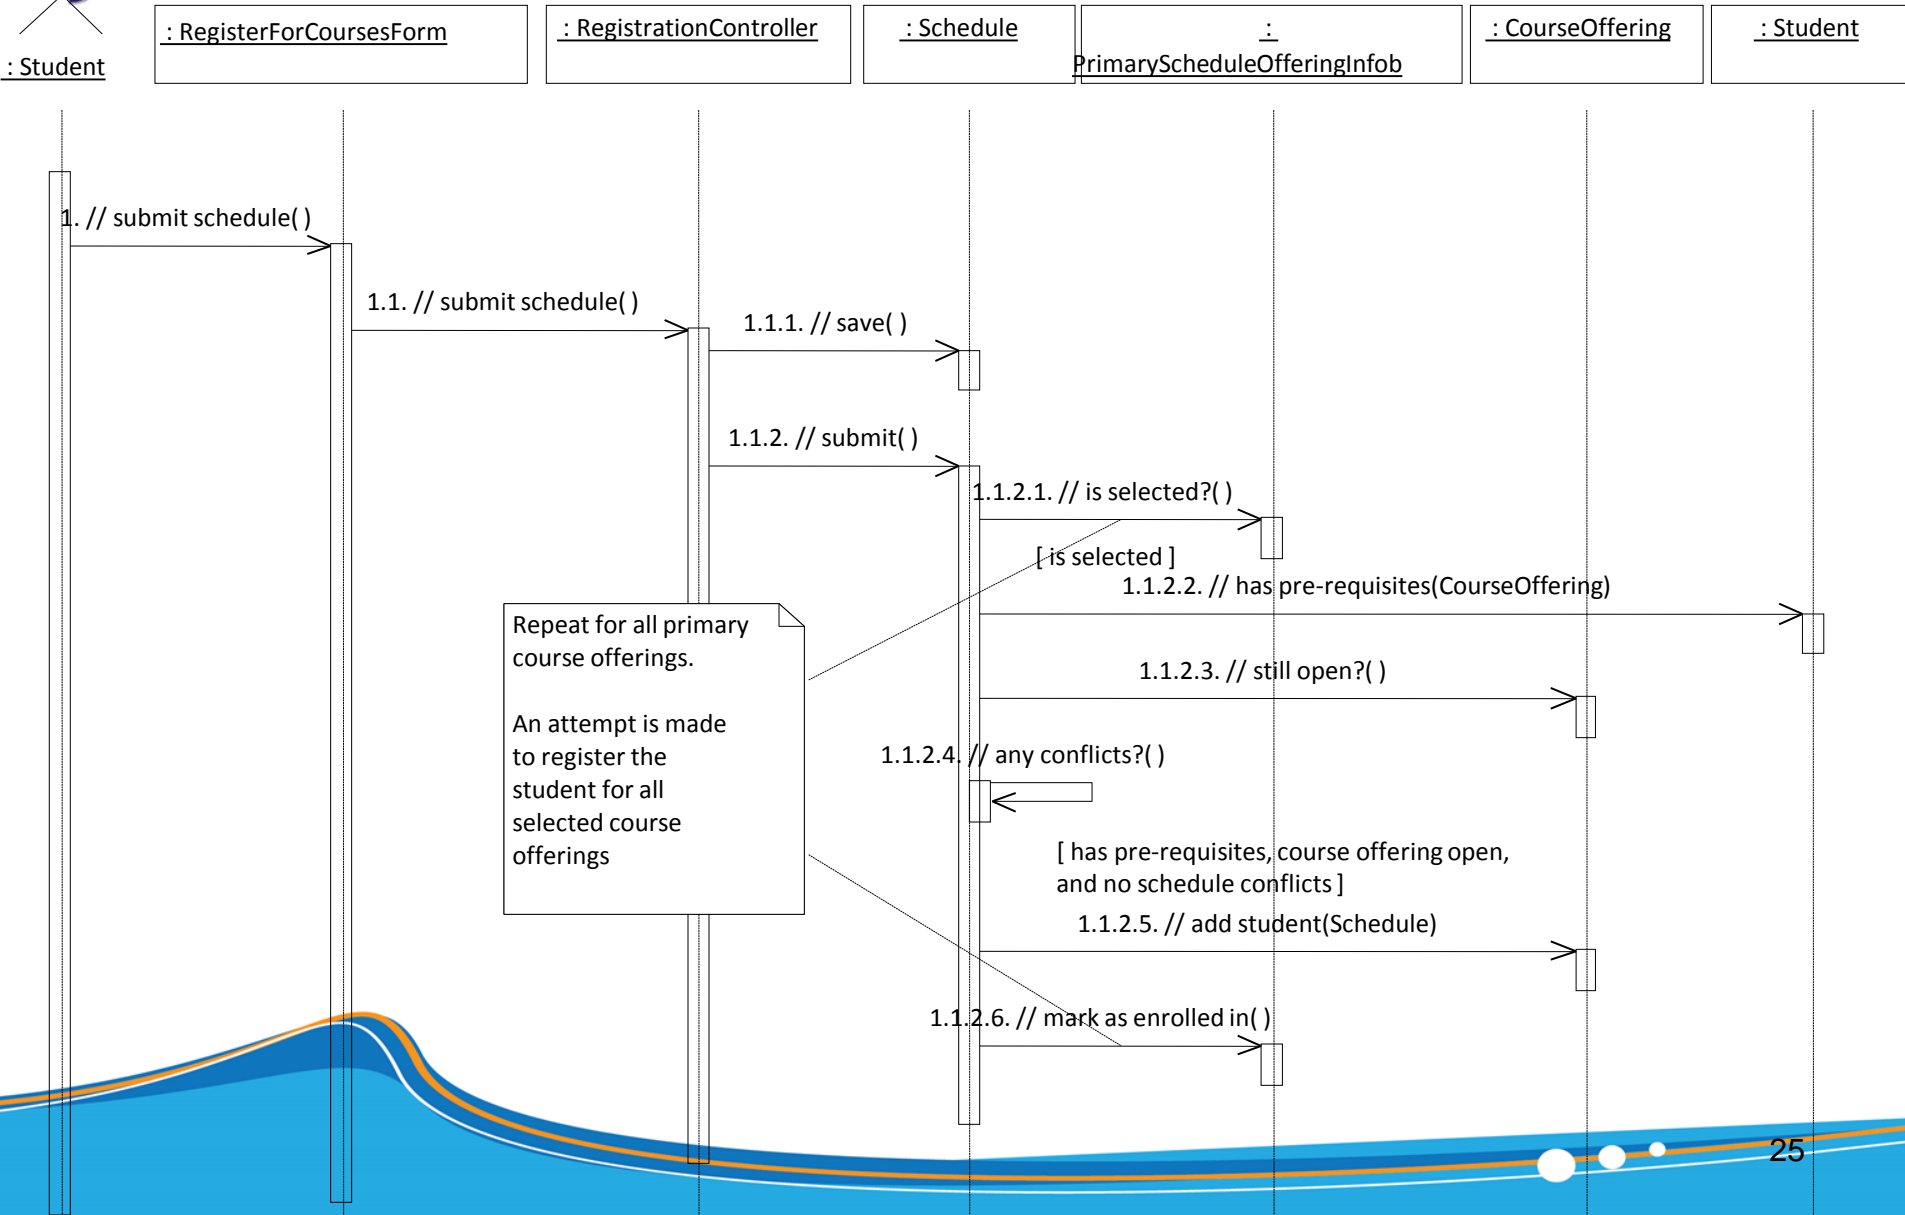 : Student
: RegisterForCoursesForm
: RegistrationController
: Schedule
:
PrimaryScheduleOfferingInfob
: CourseOffering
: Student
1. // submit schedule( )
1.1. // submit schedule( )
1.1.1. // save( )
1.1.2. // submit( )
1.1.2.1. // is selected?( )
[ is selected ]
1.1.2.2. // has pre-requisites(CourseOffering)
Repeat for all primary
course offerings.
An attempt is made
to register the
student for all
selected course
offerings
1.1.2.3. // still open?( )
1.1.2.4. // any conflicts?( )
[ has pre-requisites, course offering open,
and no schedule conflicts ]
1.1.2.5. // add student(Schedule)
1.1.2.6. // mark as enrolled in( )
25